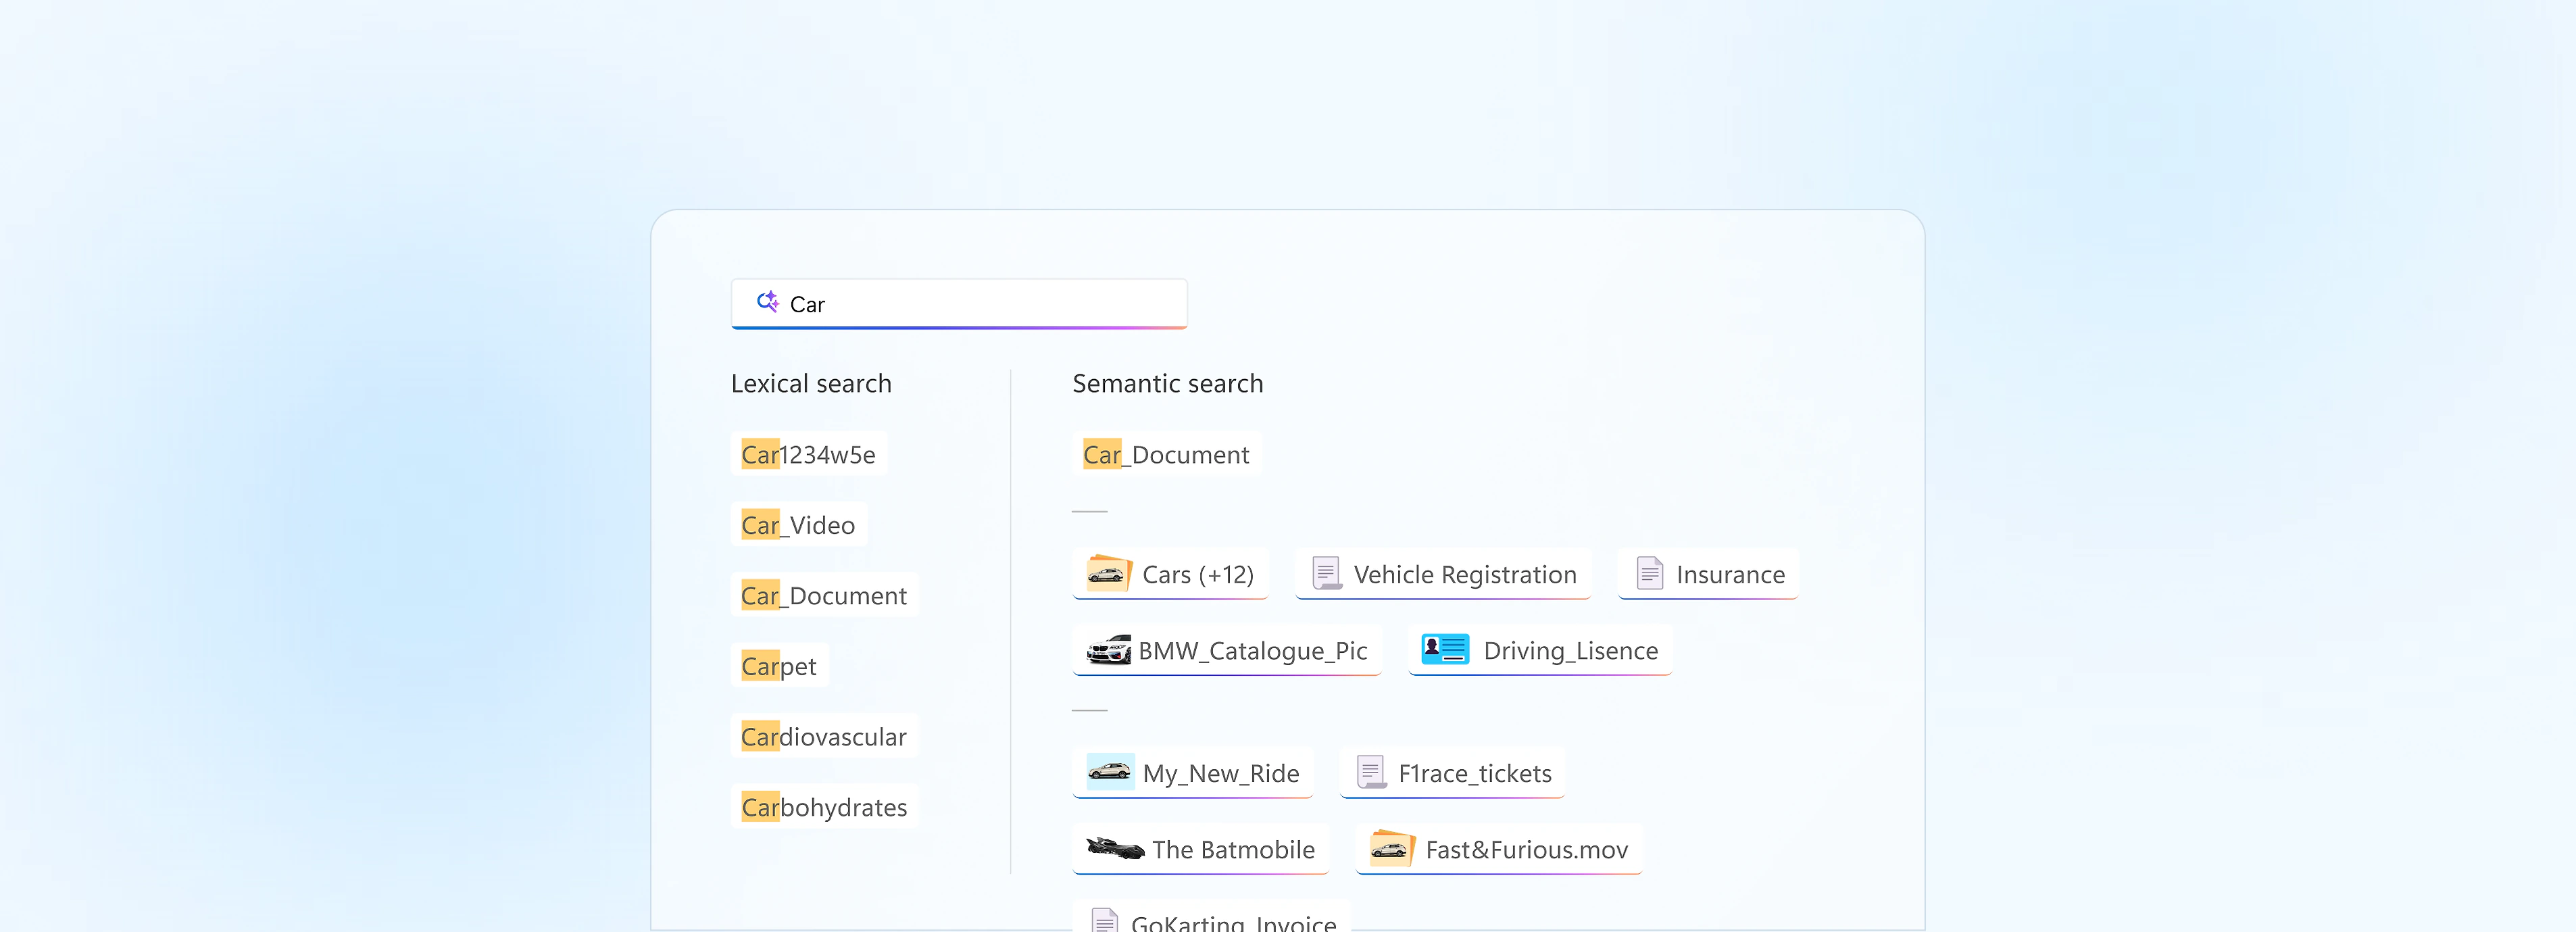 Car
Lexical search
Car1234w5e
Car_Video
Car_Document
Carpet
Cardiovascular
Carbohydrates
Semantic search
Car_Document
Cars (+12)
Vehicle Registration
Insurance
BMW_Catalogue_Pic
Driving_Lisence
My_New_Ride
F1race_tickets
The Batmobile
Fast&Furious.mov
GoKarting_Invoice